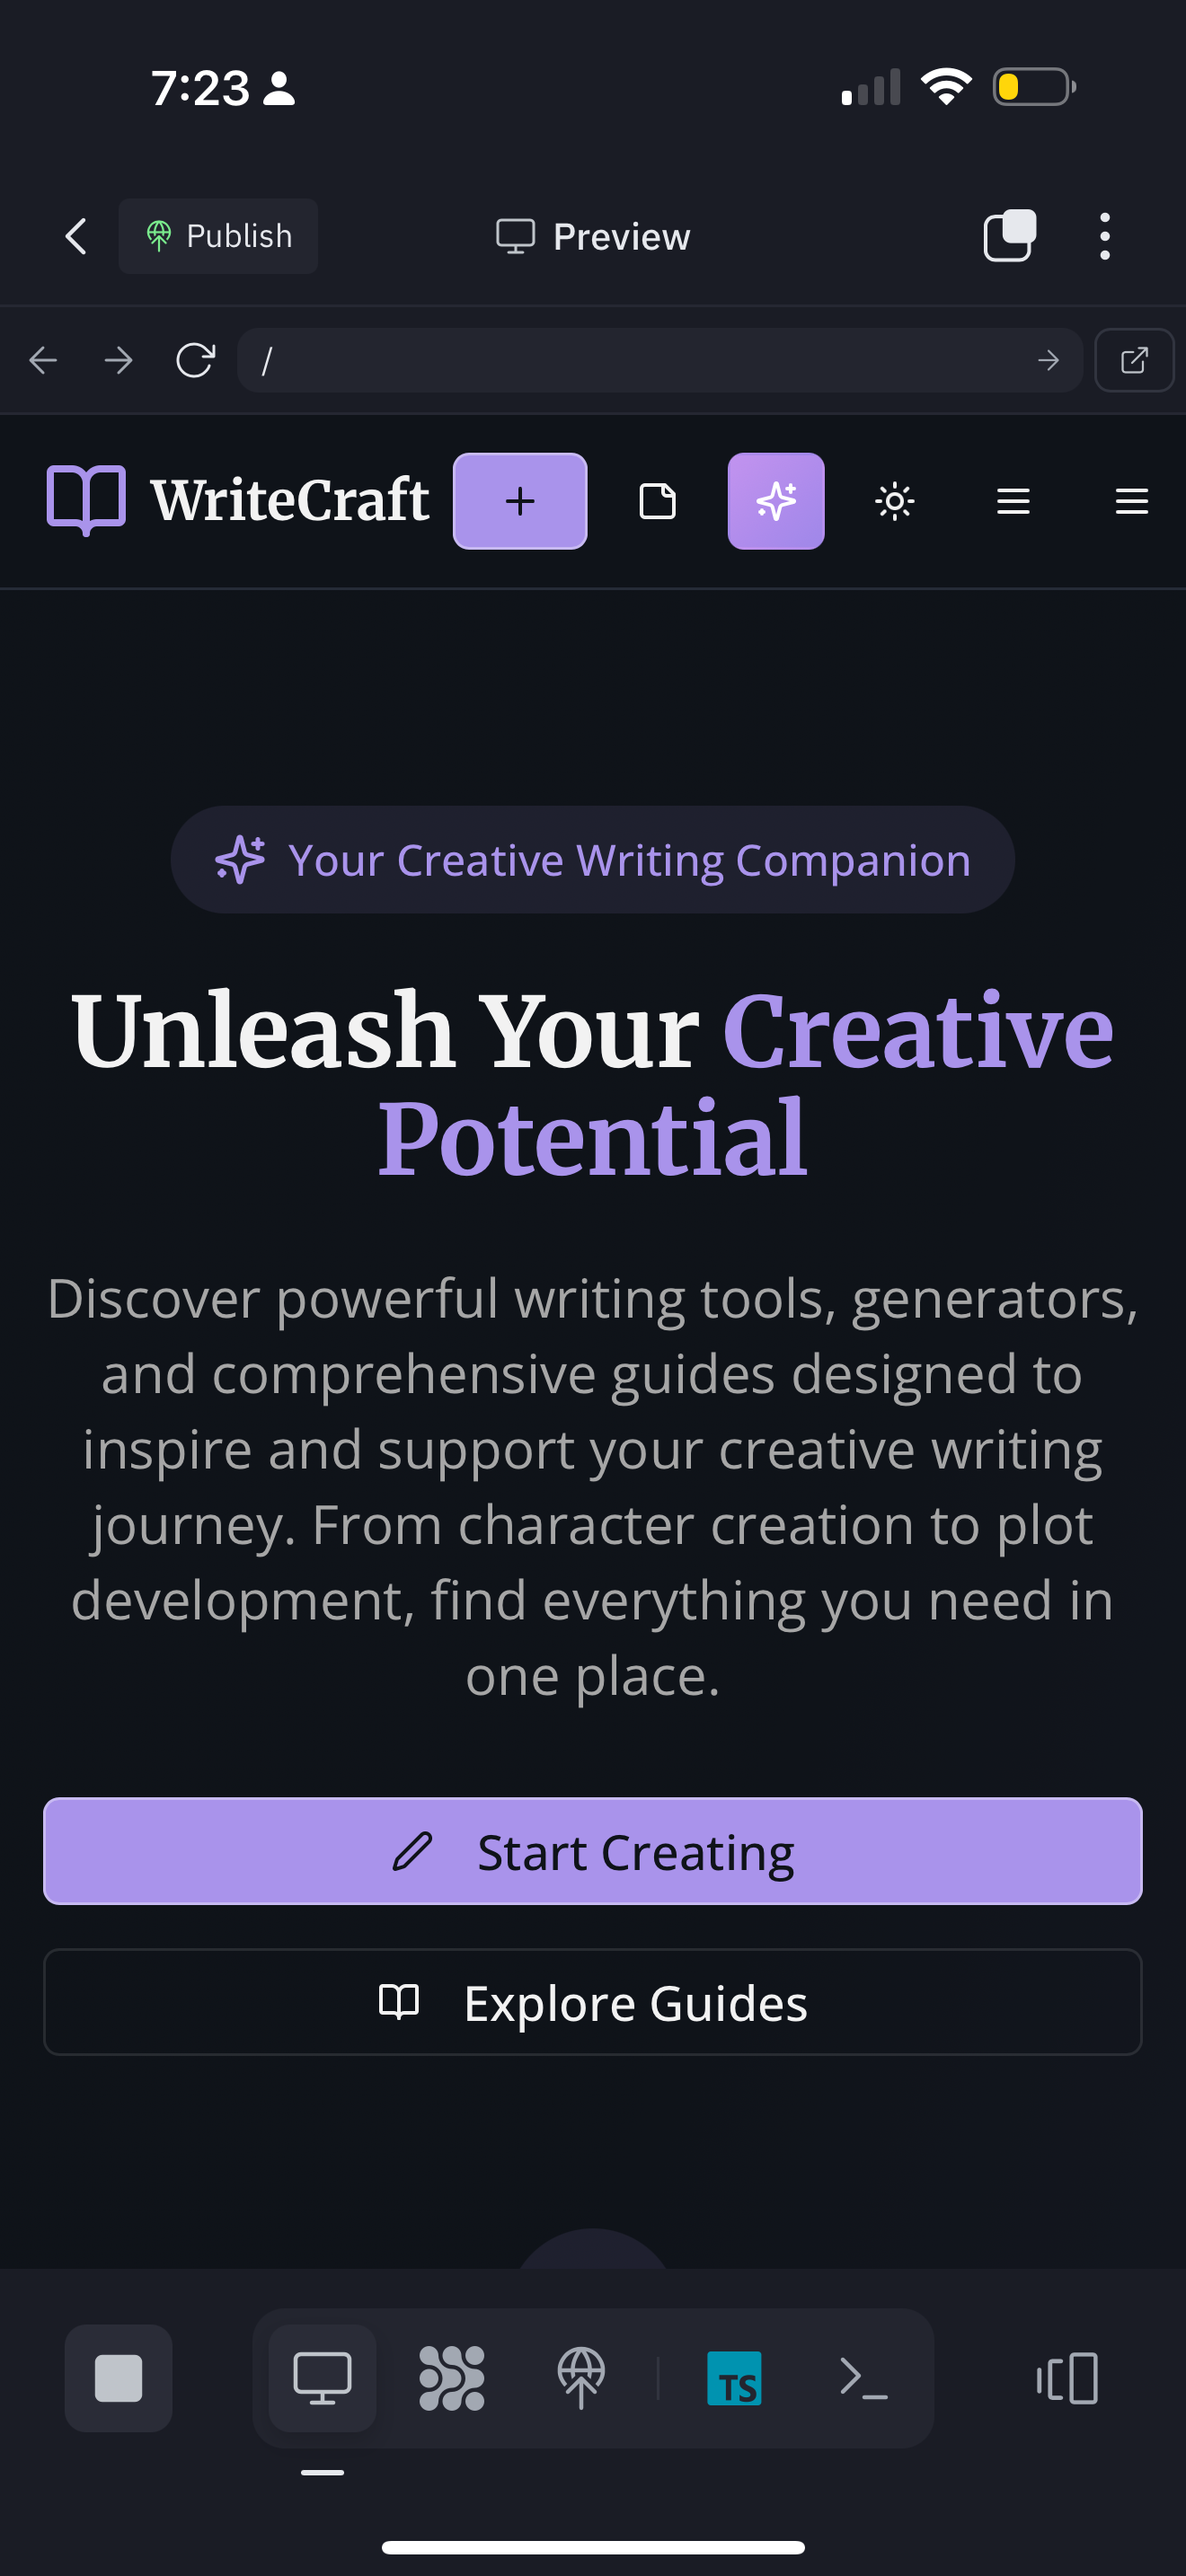 7:23
Publish
Preview
/
WriteCraft
Your Creative Writing Companion
Unleash Your Creative
Potential
Discover powerful writing tools, generators,
and comprehensive guides designed to
inspire and support your creative writing
journey. From character creation to plot
development, find everything you need in
one place.
Start Creating
Explore Guides
TS